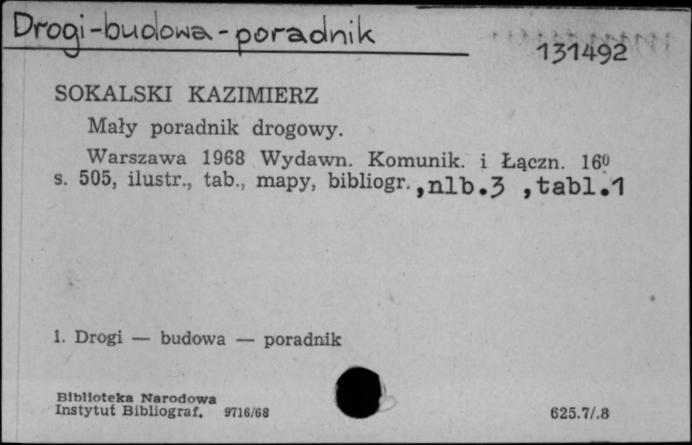 Drogi-budowa-poradnik
131492
SOKALSKI KAZIMIERZ
Mały poradnik drogowy.
Warszawa 1968 Wydawn. Komunik. i Łączn. 16⁰
s. 505, ilustr., tab., mapy, bibliogr.,nlb.3 ,tabl.1
1. Drogi — budowa — poradnik
Biblioteka Narodowa
Instytut Bibliograf. 9716/68
625.7/.8